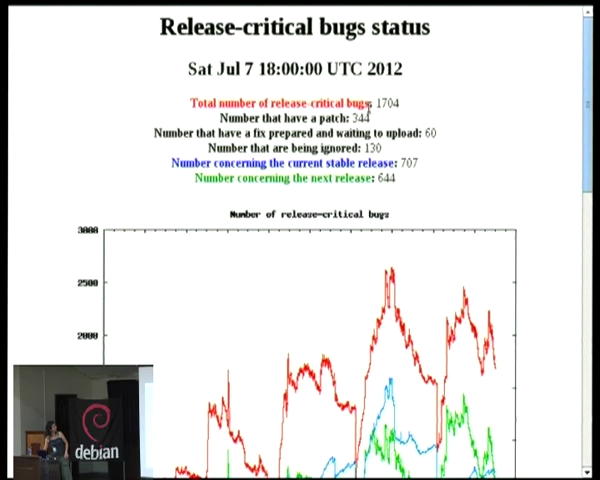 Release-critical bugs status
Sat Jul 7 18:00:00 UTC 2012
Total number of release-critical bugs: 1704
Number that have a patch: 344
Number that have a fix prepared and waiting to upload: 60
Number that are being ignored: 130
Number concerning the current stable release: 707
Number concerning the next release: 644
Number of release-critical bugs
3000
2500
2000
debian